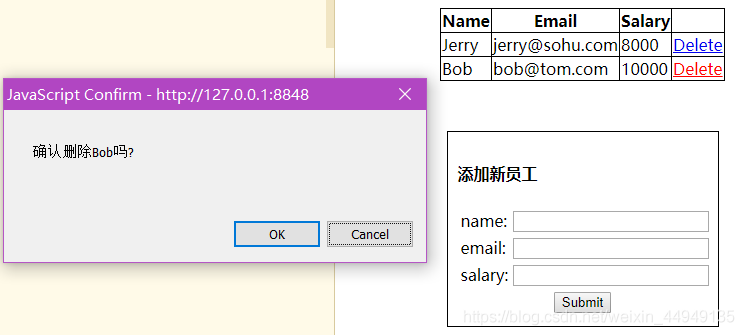 JavaScript Confirm - http://127.0.0.1:8848
确认删除Bob吗?
OK Cancel
Name Email Salary
Jerry jerry@sohu.com 8000 Delete
Bob bob@tom.com 10000 Delete
添加新员工
name:
email:
salary:
Submit
https://blog.csdn.net/weixin_44949135